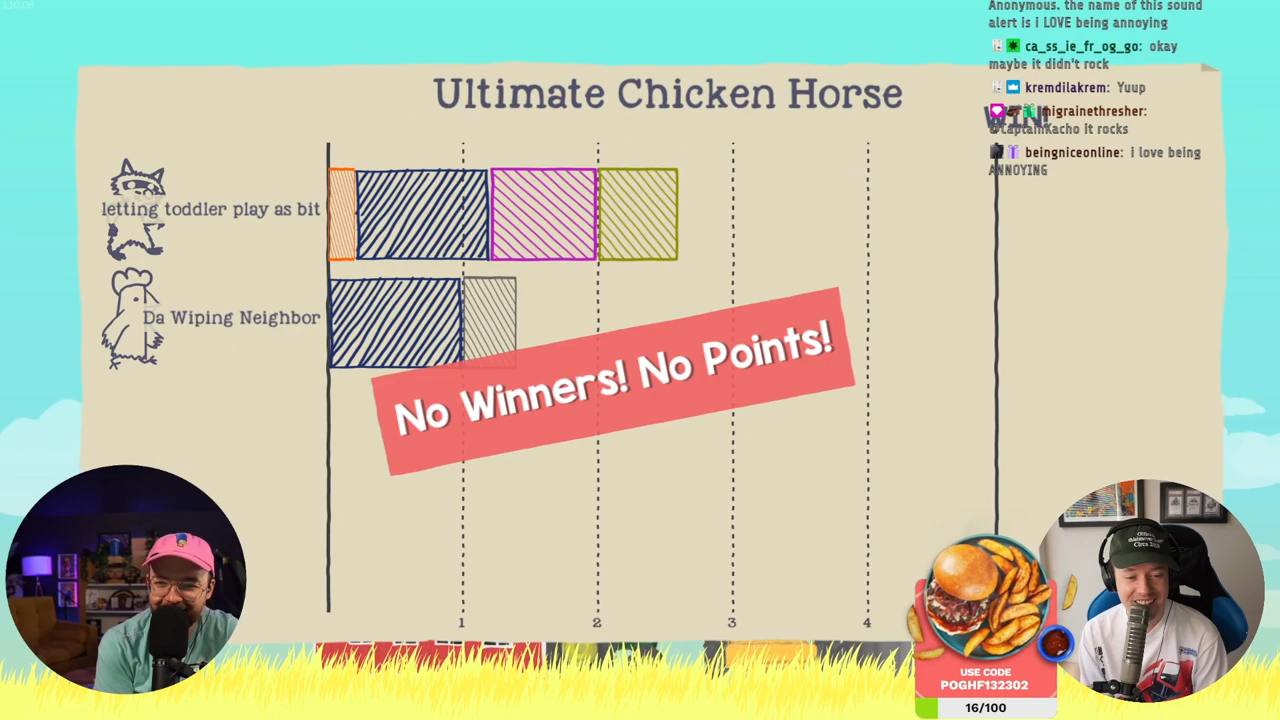 Anonymous. the name of this sound
alert is i LOVE being annoying
ca_ss_ie_fr_og_go: okay
maybe it didn't rock
kremdilakrem: Yuup
migrainethresher:
@CaptainKacho it rocks
beingniceonline: i love being
ANNOYING
Ultimate Chicken Horse
WIN!
letting toddler play as bit
Da Wiping Neighbor
No Winners! No Points!
1 2 3 4
USE CODE
POGHF132302
16/100